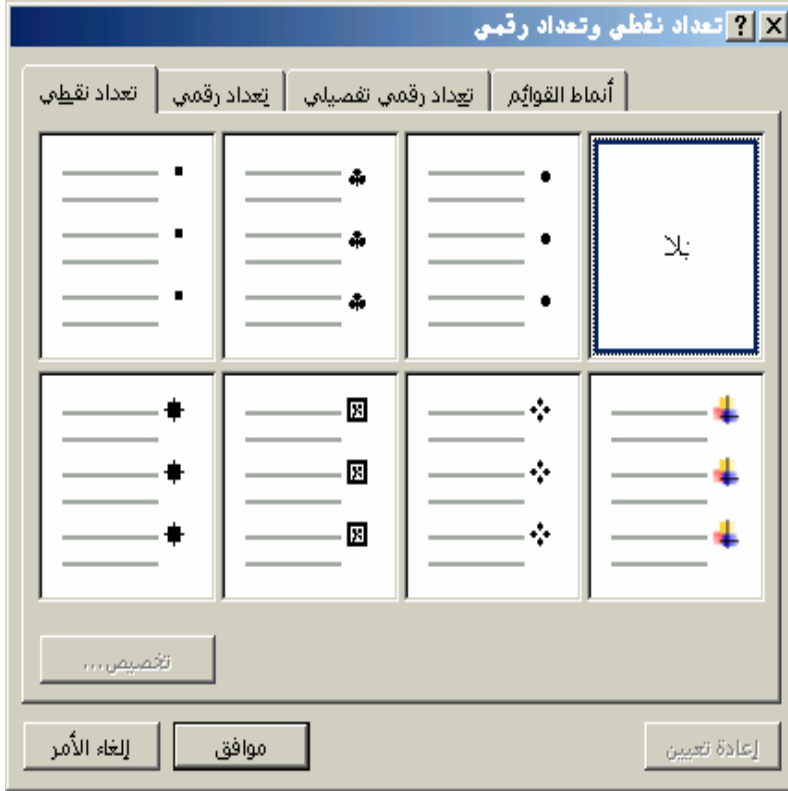 تعداد نقطي وتعداد رقمي
تعداد نقطي
تعداد رقمي
تعداد رقمي تفصيلي
أنماط القوائم
بلا
تخصيص...
إعادة تعيين
موافق
إلغاء الأمر